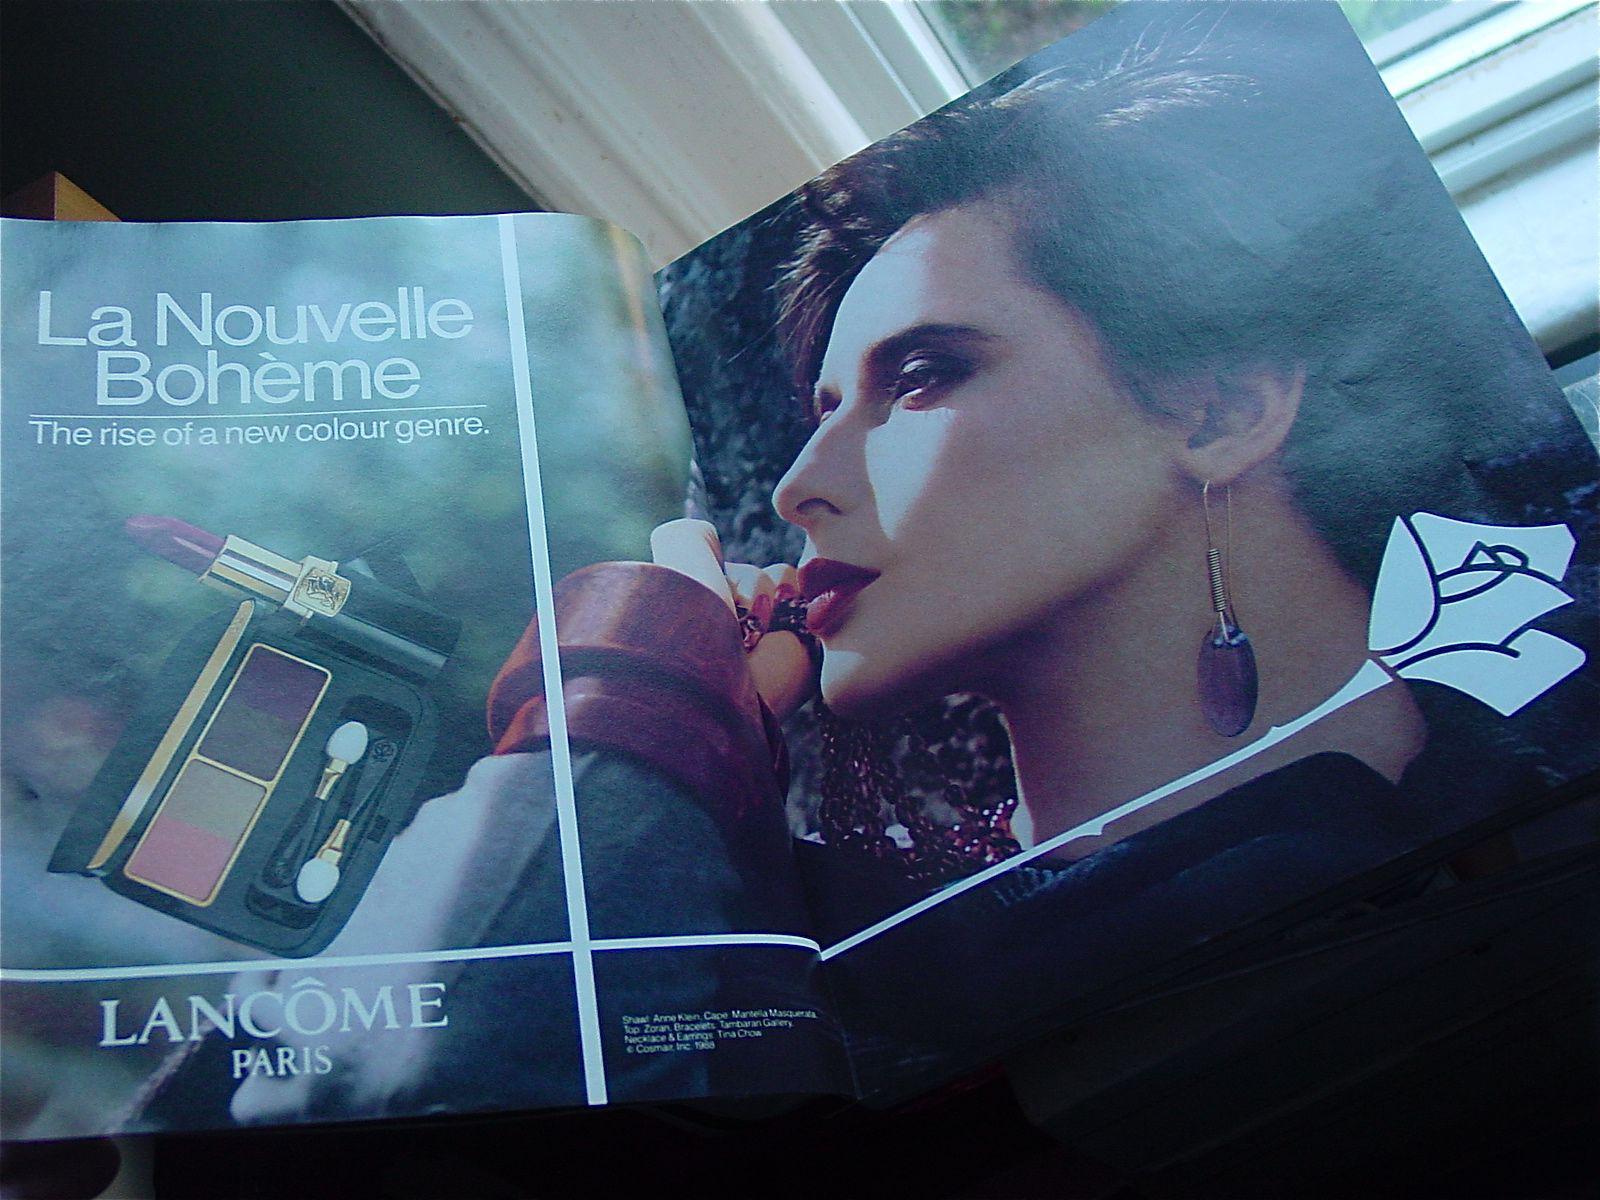 La Nouvelle
Bohème
The rise of a new colour genre.
LANCÔME
PARIS
Shawl: Anne Klein, Cape: Mantella Masquerata,
Top: Zoran, Bracelets: Tambaran Gallery,
Necklace & Earrings: Tina Chow
© Cosmair, Inc. 1988